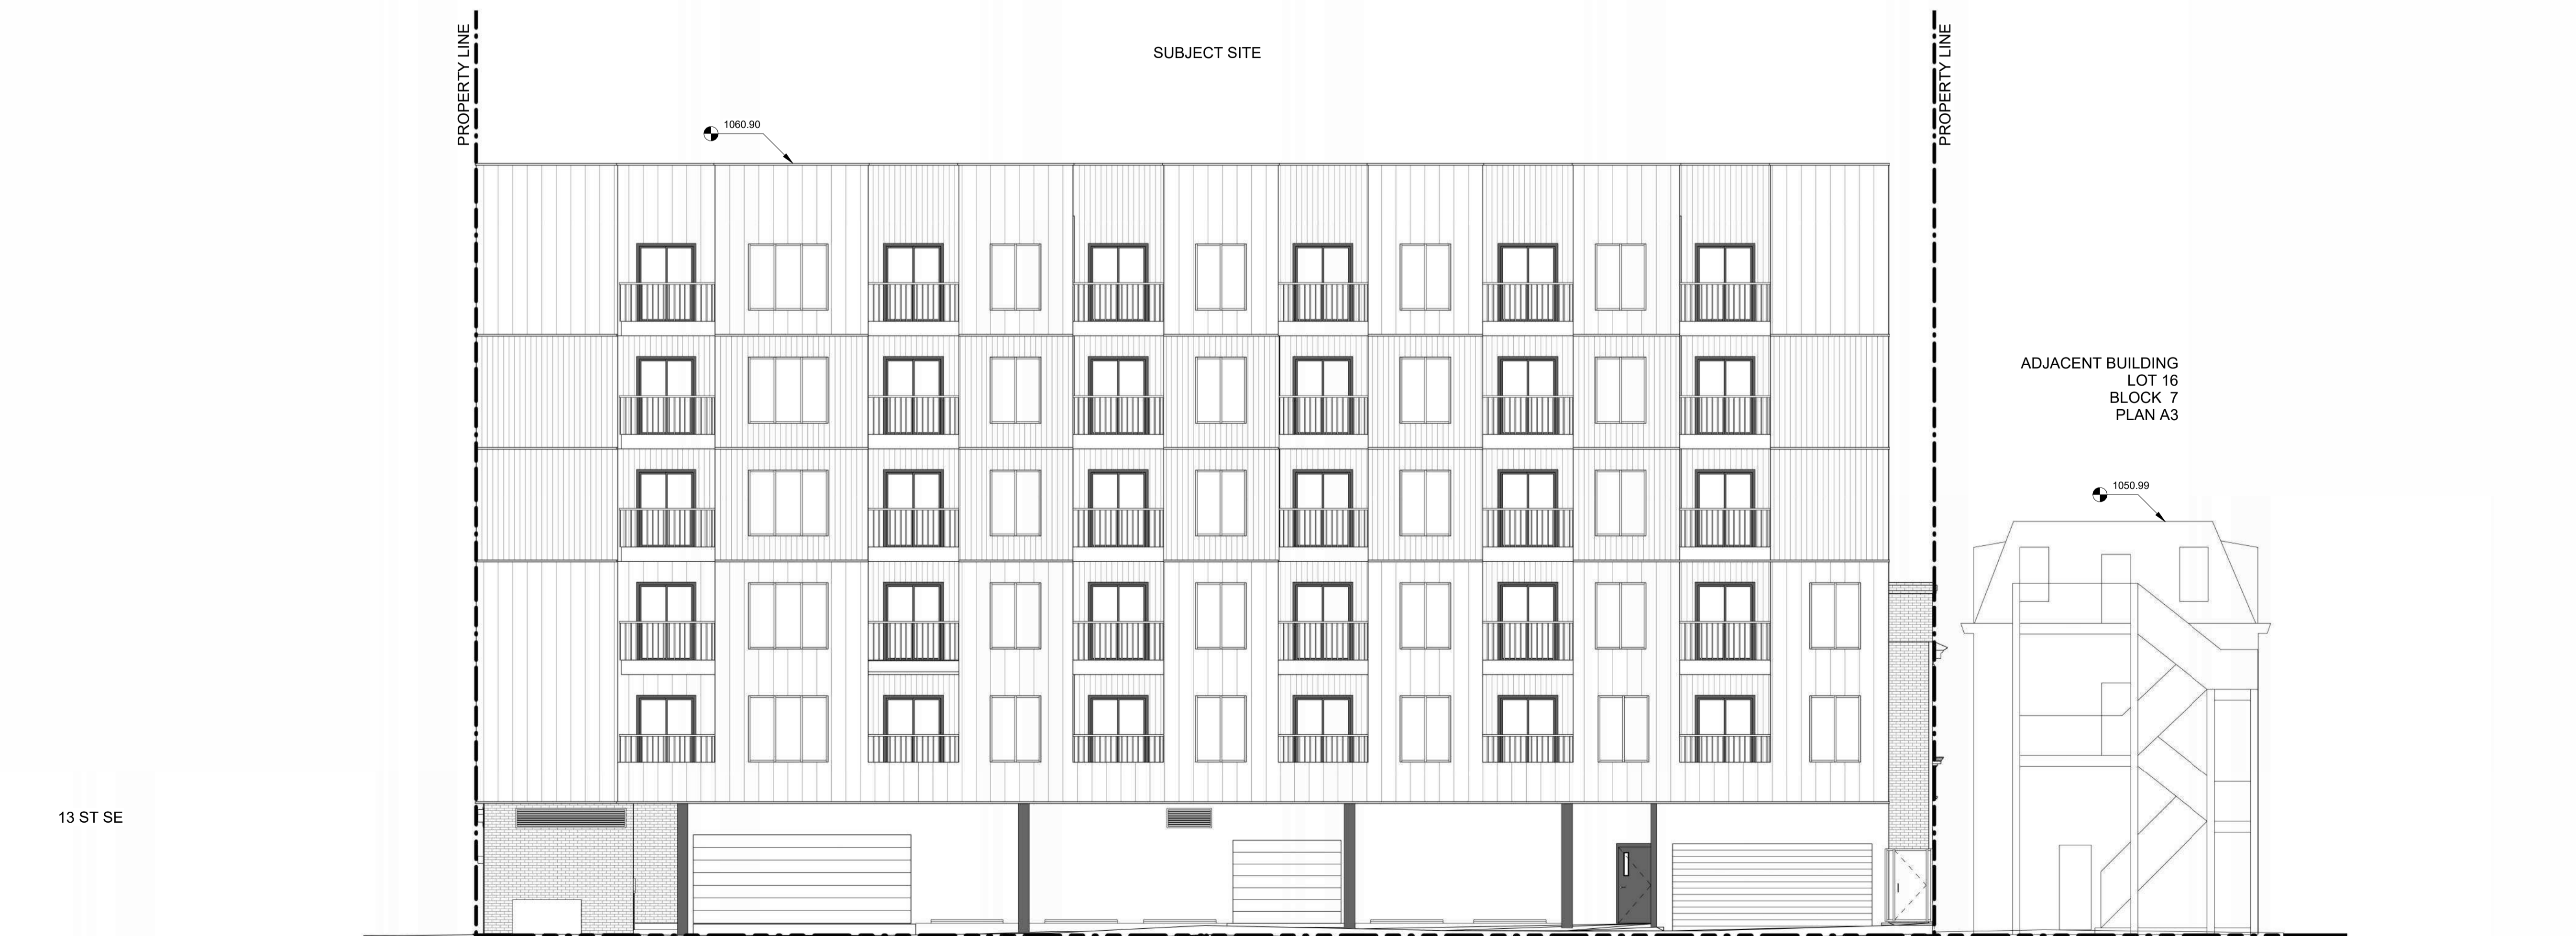 SUBJECT SITE
PROPERTY LINE
PROPERTY LINE
1060.90
ADJACENT BUILDING
LOT 16
BLOCK 7
PLAN A3
1050.99
13 ST SE